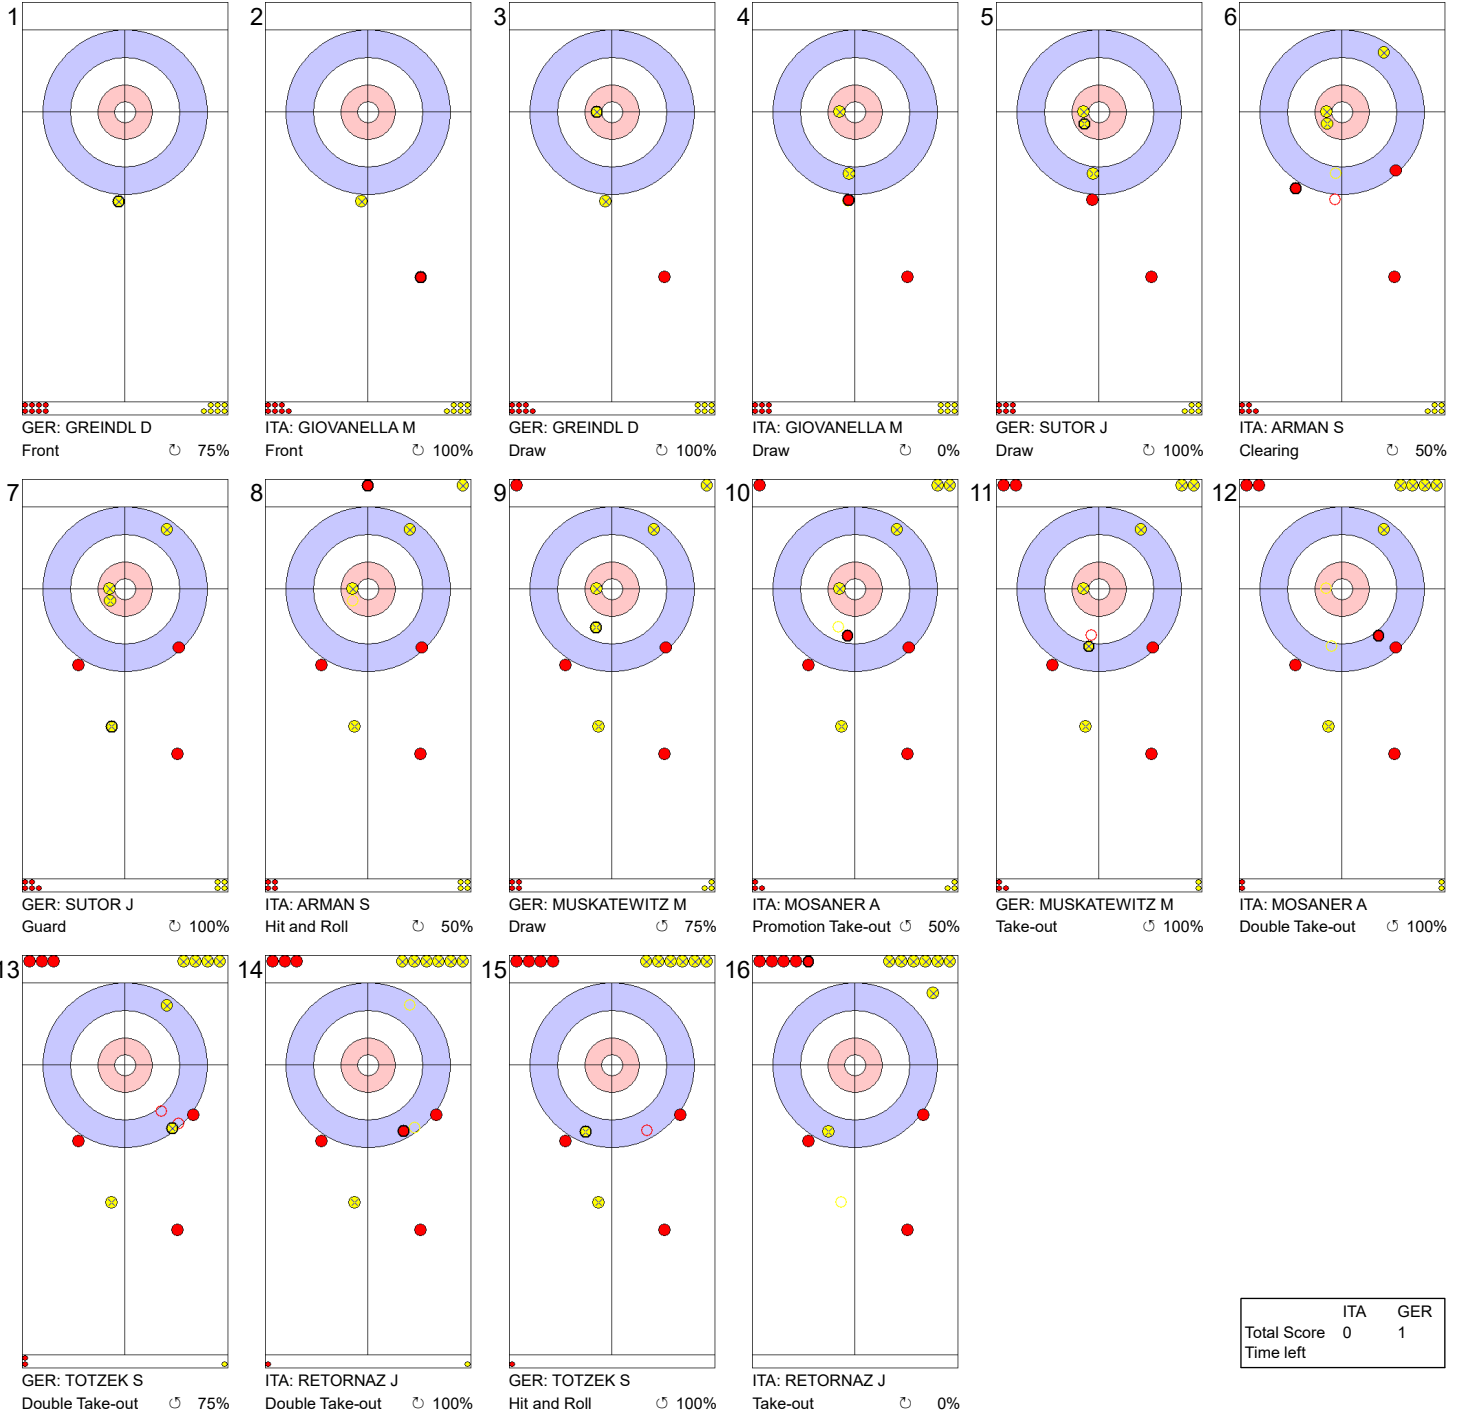 1
GER: GREINDL D
Front ↻ 75%
2
ITA: GIOVANELLA M
Front ↻ 100%
3
GER: GREINDL D
Draw ↻ 100%
4
ITA: GIOVANELLA M
Draw ↻ 0%
5
GER: SUTOR J
Draw ↻ 100%
6
ITA: ARMAN S
Clearing ↻ 50%
7
GER: SUTOR J
Guard ↻ 100%
8
ITA: ARMAN S
Hit and Roll ↻ 50%
9
GER: MUSKATEWITZ M
Draw ↻ 75%
10
ITA: MOSANER A
Promotion Take-out ↺ 50%
11
GER: MUSKATEWITZ M
Take-out ↺ 100%
12
ITA: MOSANER A
Double Take-out ↺ 100%
13
GER: TOTZEK S
Double Take-out ↺ 75%
14
ITA: RETORNAZ J
Double Take-out ↻ 100%
15
GER: TOTZEK S
Hit and Roll ↺ 100%
16
ITA: RETORNAZ J
Take-out ↻ 0%
ITA GER
Total Score 0 1
Time left